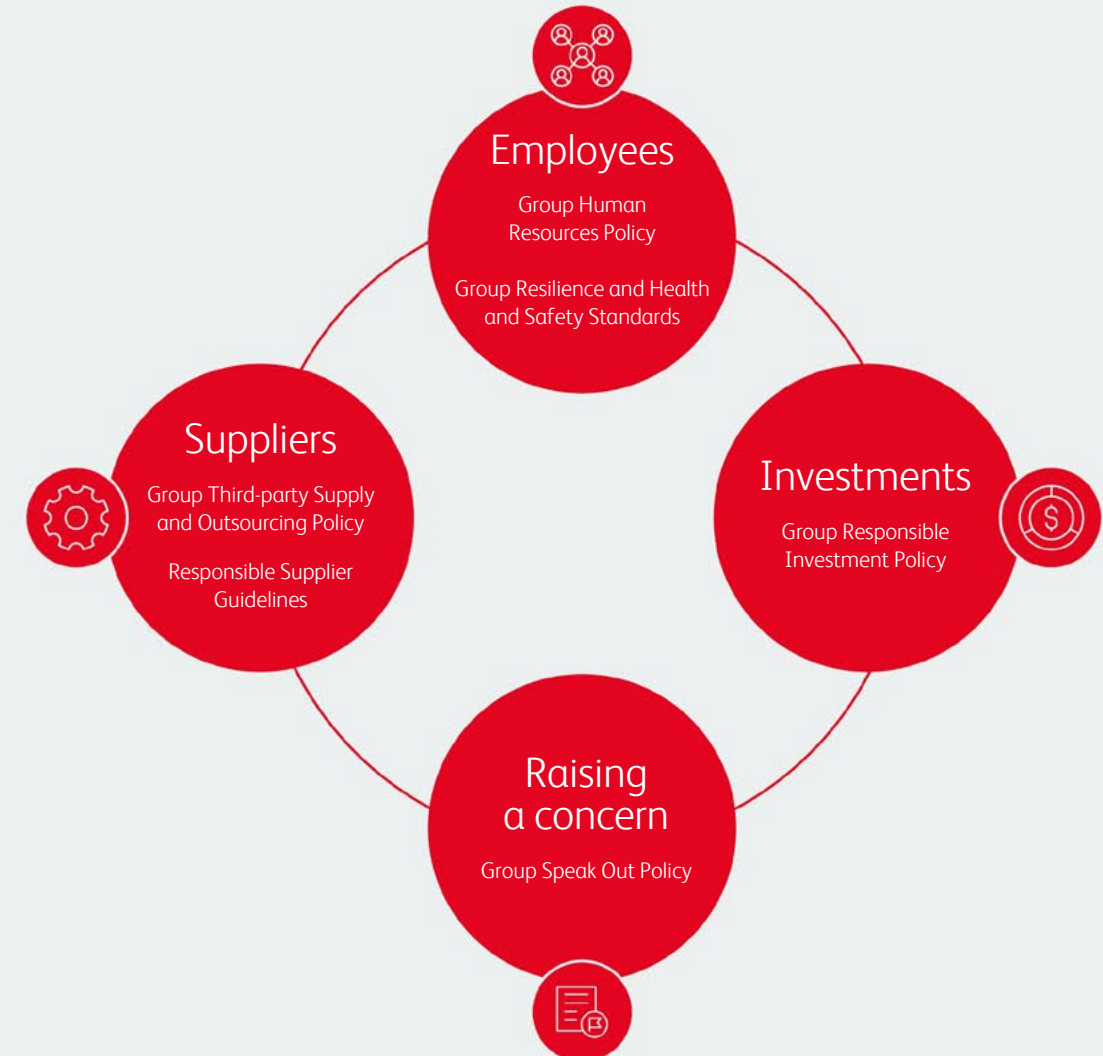 Employees
Group Human
Resources Policy
Group Resilience and Health
and Safety Standards
Suppliers
Group Third-party Supply
and Outsourcing Policy
Responsible Supplier
Guidelines
Investments
Group Responsible
Investment Policy
$
Raising
a concern
Group Speak Out Policy